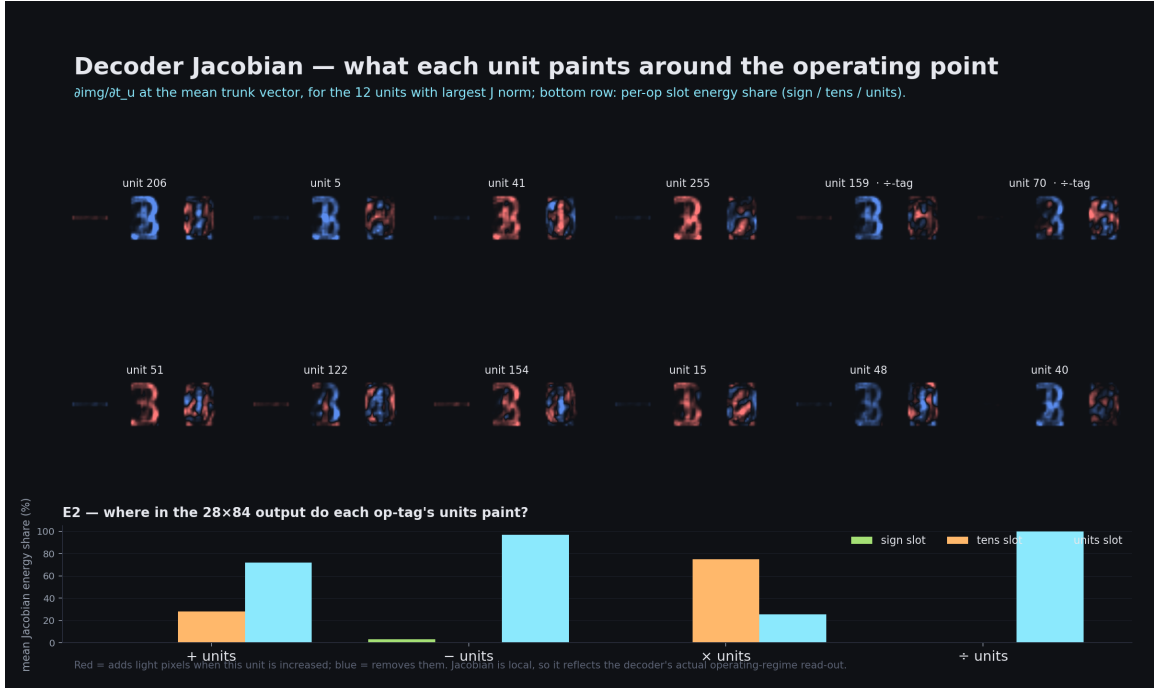 Decoder Jacobian — what each unit paints around the operating point
∂img/∂t_u at the mean trunk vector, for the 12 units with largest J norm; bottom row: per-op slot energy share (sign / tens / units).
unit 206 unit 5 unit 41 unit 255 unit 159 · ÷-tag unit 70 · ÷-tag
unit 51 unit 122 unit 154 unit 15 unit 48 unit 40
E2 — where in the 28×84 output do each op-tag's units paint?
mean Jacobian energy share (%)
100
80
60
40
20
0
sign slot tens slot units slot
+ units − units × units ÷ units
Red = adds light pixels when this unit is increased; blue = removes them. Jacobian is local, so it reflects the decoder's actual operating-regime read-out.